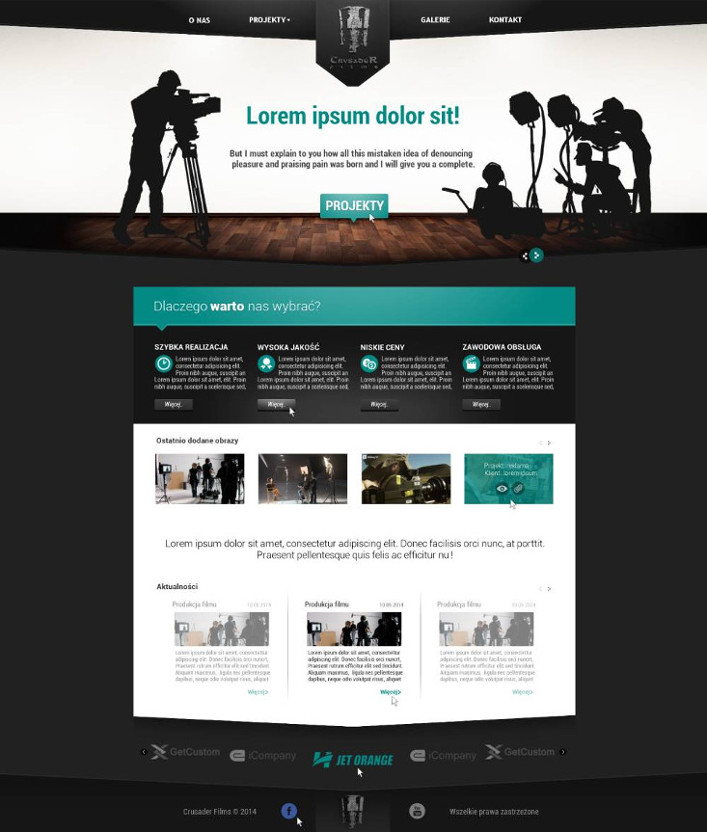 O NAS
PROJEKTY
GALERIE
KONTAKT
CRUSADER
FILMS
Lorem ipsum dolor sit!
But I must explain to you how all this mistaken idea of denouncing
pleasure and praising pain was born and I will give you a complete.
PROJEKTY
Dlaczego warto nas wybrać?
SZYBKA REALIZACJA
Lorem ipsum dolor sit amet,
consectetur adipiscing elit.
Proin nibh augue, suscipit an
Lorem ipsum dolor sit amet, elit. Proin
nibh augue, suscipit a scelerisque sed,
Więcej..
WYSOKA JAKOŚĆ
Lorem ipsum dolor sit amet,
consectetur adipiscing elit.
Proin nibh augue, suscipit an
Lorem ipsum dolor sit amet, elit. Proin
nibh augue, suscipit a scelerisque sed,
Więcej..
NISKIE CENY
Lorem ipsum dolor sit amet,
consectetur adipiscing elit.
Proin nibh augue, suscipit an
Lorem ipsum dolor sit amet, elit. Proin
nibh augue, suscipit a scelerisque sed,
Więcej..
ZAWODOWA OBSŁUGA
Lorem ipsum dolor sit amet,
consectetur adipiscing elit.
Proin nibh augue, suscipit an
Lorem ipsum dolor sit amet, elit. Proin
nibh augue, suscipit a scelerisque sed,
Więcej..
Ostatnio dodane obrazy
Projekt reklamo
Klient: lorem ipsum
Lorem ipsum dolor sit amet, consectetur adipiscing elit. Donec facilisis orci nunc, at porttit.
Praesent pellentesque quis felis ac efficitur nu!
Aktualności
Produkcja filmu 13.05.2014
Lorem ipsum dolor sit amet, consectetur
adipiscing elit. Donec facilisis orci nunc,
Praesent rutrum efficitur elit sed tincidunt.
Aliquam maximus, ligula nec pellentesque
dapibus, neque odio volutpat risus, aliquet
Więcej>
Produkcja filmu 13.05.2014
Lorem ipsum dolor sit amet, consectetur
adipiscing elit. Donec facilisis orci nunc,
Praesent rutrum efficitur elit sed tincidunt.
Aliquam maximus, ligula nec pellentesque
dapibus, neque odio volutpat risus, aliquet
Więcej>
Produkcja filmu 13.05.2014
Lorem ipsum dolor sit amet, consectetur
adipiscing elit. Donec facilisis orci nunc,
Praesent rutrum efficitur elit sed tincidunt.
Aliquam maximus, ligula nec pellentesque
dapibus, neque odio volutpat risus, aliquet
Więcej>
GetCustom
iCompany
JET ORANGE
iCompany
GetCustom
Crusader Films © 2014
Wszelkie prawa zastrzeżone